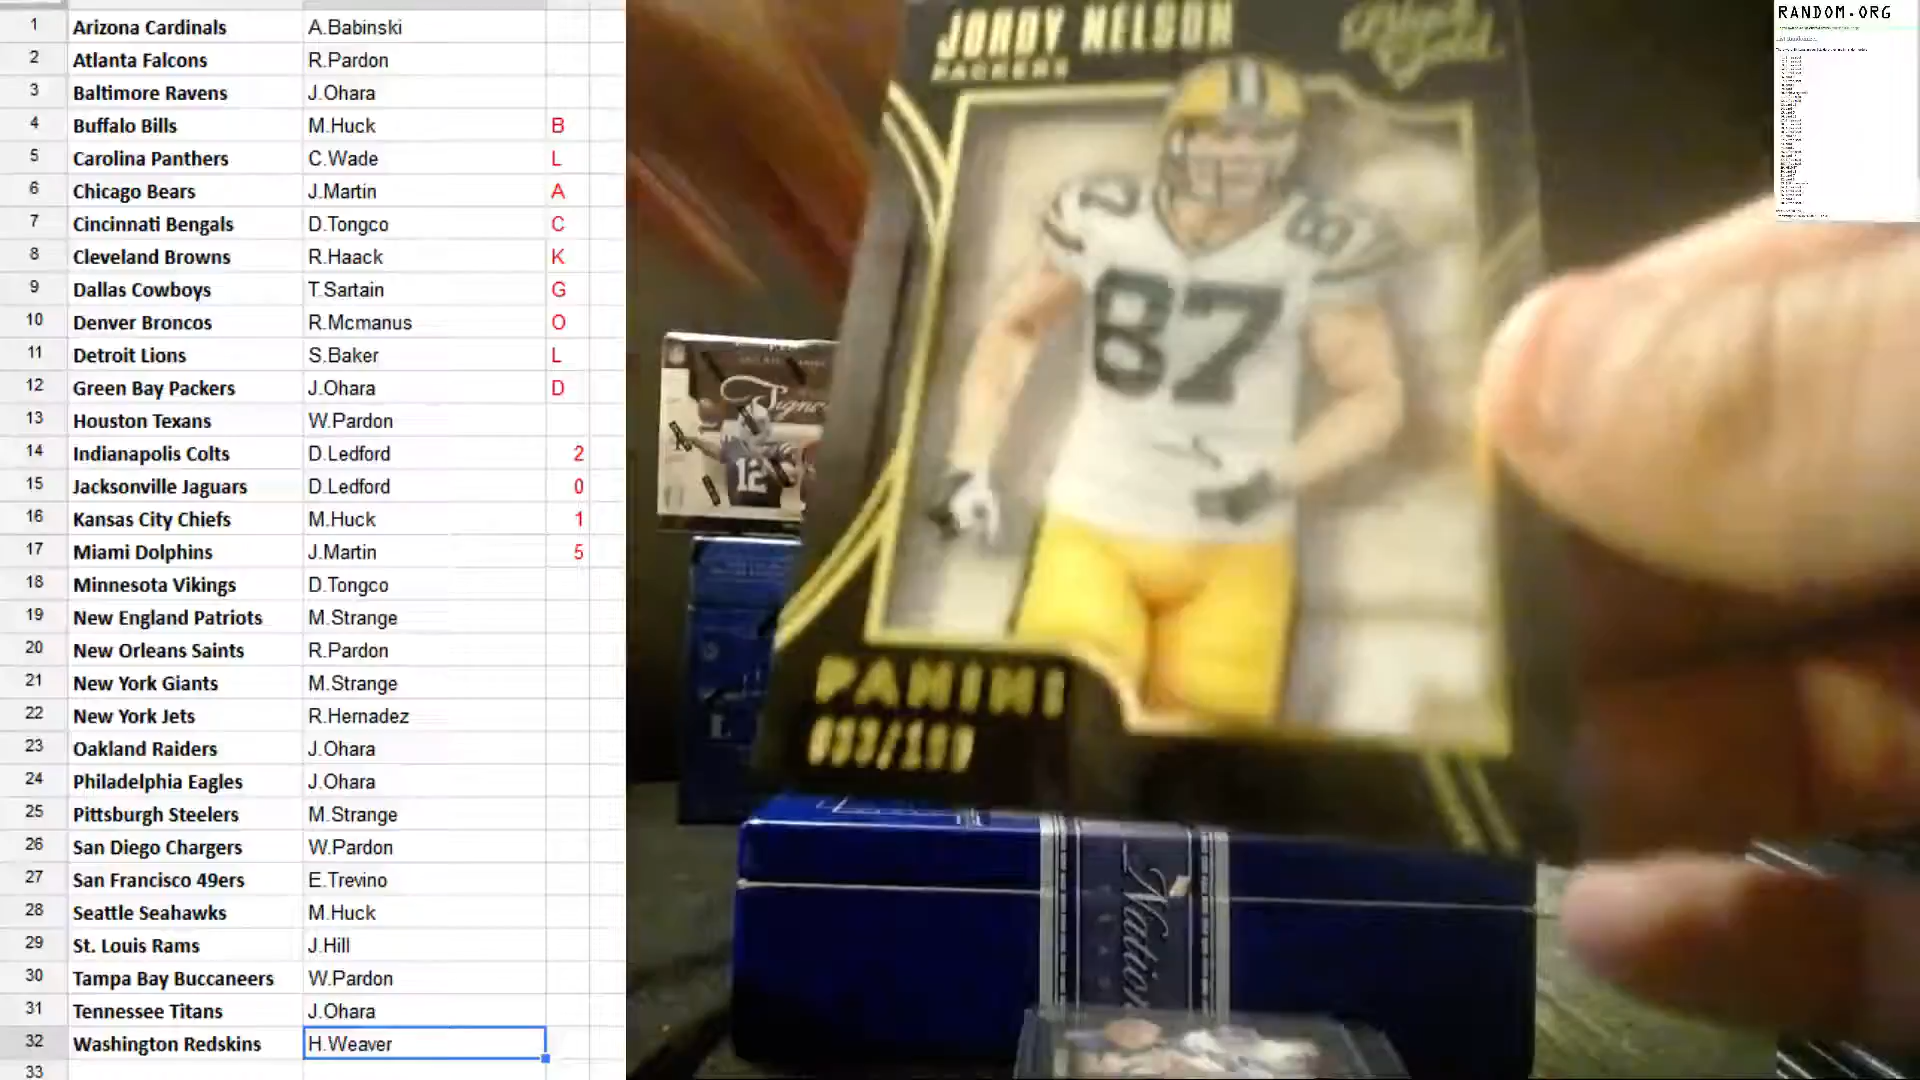 1 Arizona Cardinals A.Babinski
2 Atlanta Falcons R.Pardon
3 Baltimore Ravens J.Ohara
4 Buffalo Bills M.Huck B
5 Carolina Panthers C.Wade L
6 Chicago Bears J.Martin A
7 Cincinnati Bengals D.Tongco C
8 Cleveland Browns R.Haack K
9 Dallas Cowboys T.Sartain G
10 Denver Broncos R.Mcmanus O
11 Detroit Lions S.Baker L
12 Green Bay Packers J.Ohara D
13 Houston Texans W.Pardon
14 Indianapolis Colts D.Ledford 2
15 Jacksonville Jaguars D.Ledford 0
16 Kansas City Chiefs M.Huck 1
17 Miami Dolphins J.Martin 5
18 Minnesota Vikings D.Tongco
19 New England Patriots M.Strange
20 New Orleans Saints R.Pardon
21 New York Giants M.Strange
22 New York Jets R.Hernadez
23 Oakland Raiders J.Ohara
24 Philadelphia Eagles J.Ohara
25 Pittsburgh Steelers M.Strange
26 San Diego Chargers W.Pardon
27 San Francisco 49ers E.Trevino
28 Seattle Seahawks M.Huck
29 St. Louis Rams J.Hill
30 Tampa Bay Buccaneers W.Pardon
31 Tennessee Titans J.Ohara
32 Washington Redskins H.Weaver
33
JORDY NELSON
PACKERS
87
87
PANINI
12
RANDOM.ORG